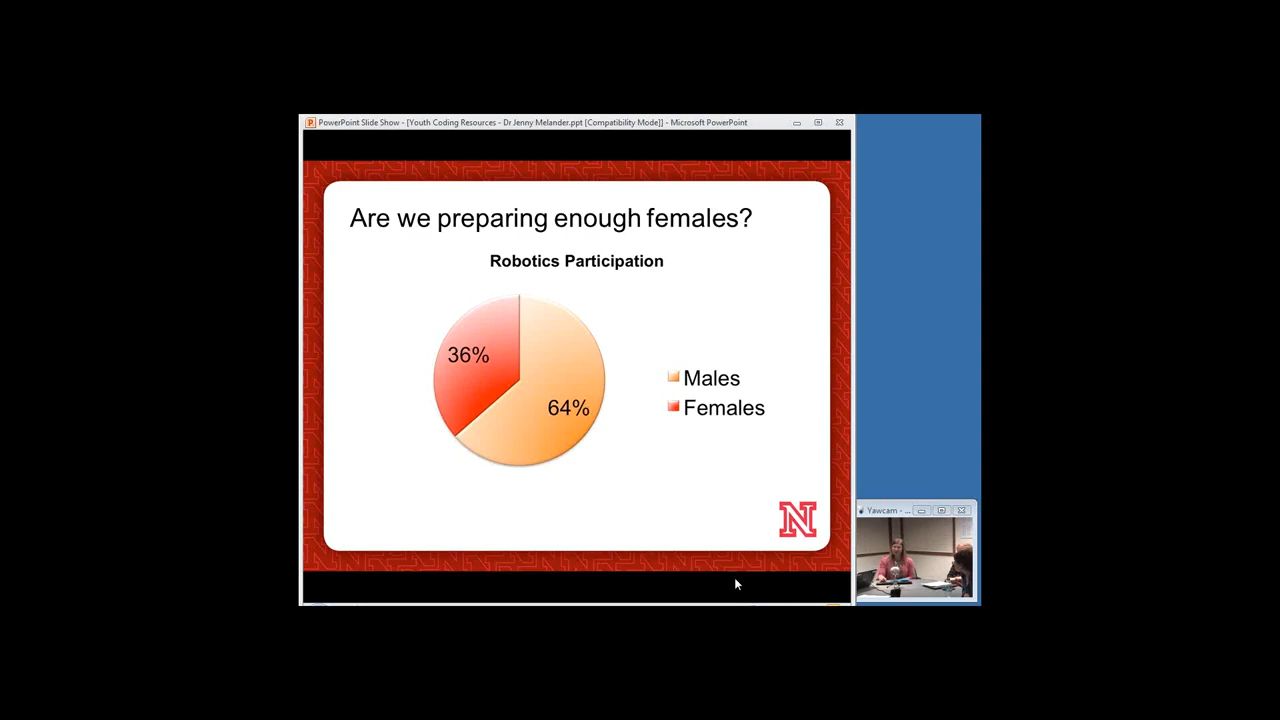 PowerPoint Slide Show - [Youth Coding Resources - Dr Jenny Melander.ppt [Compatibility Mode]] - Microsoft PowerPoint
Are we preparing enough females?
Robotics Participation
36%
64%
Males
Females
N
Yawcam - ...